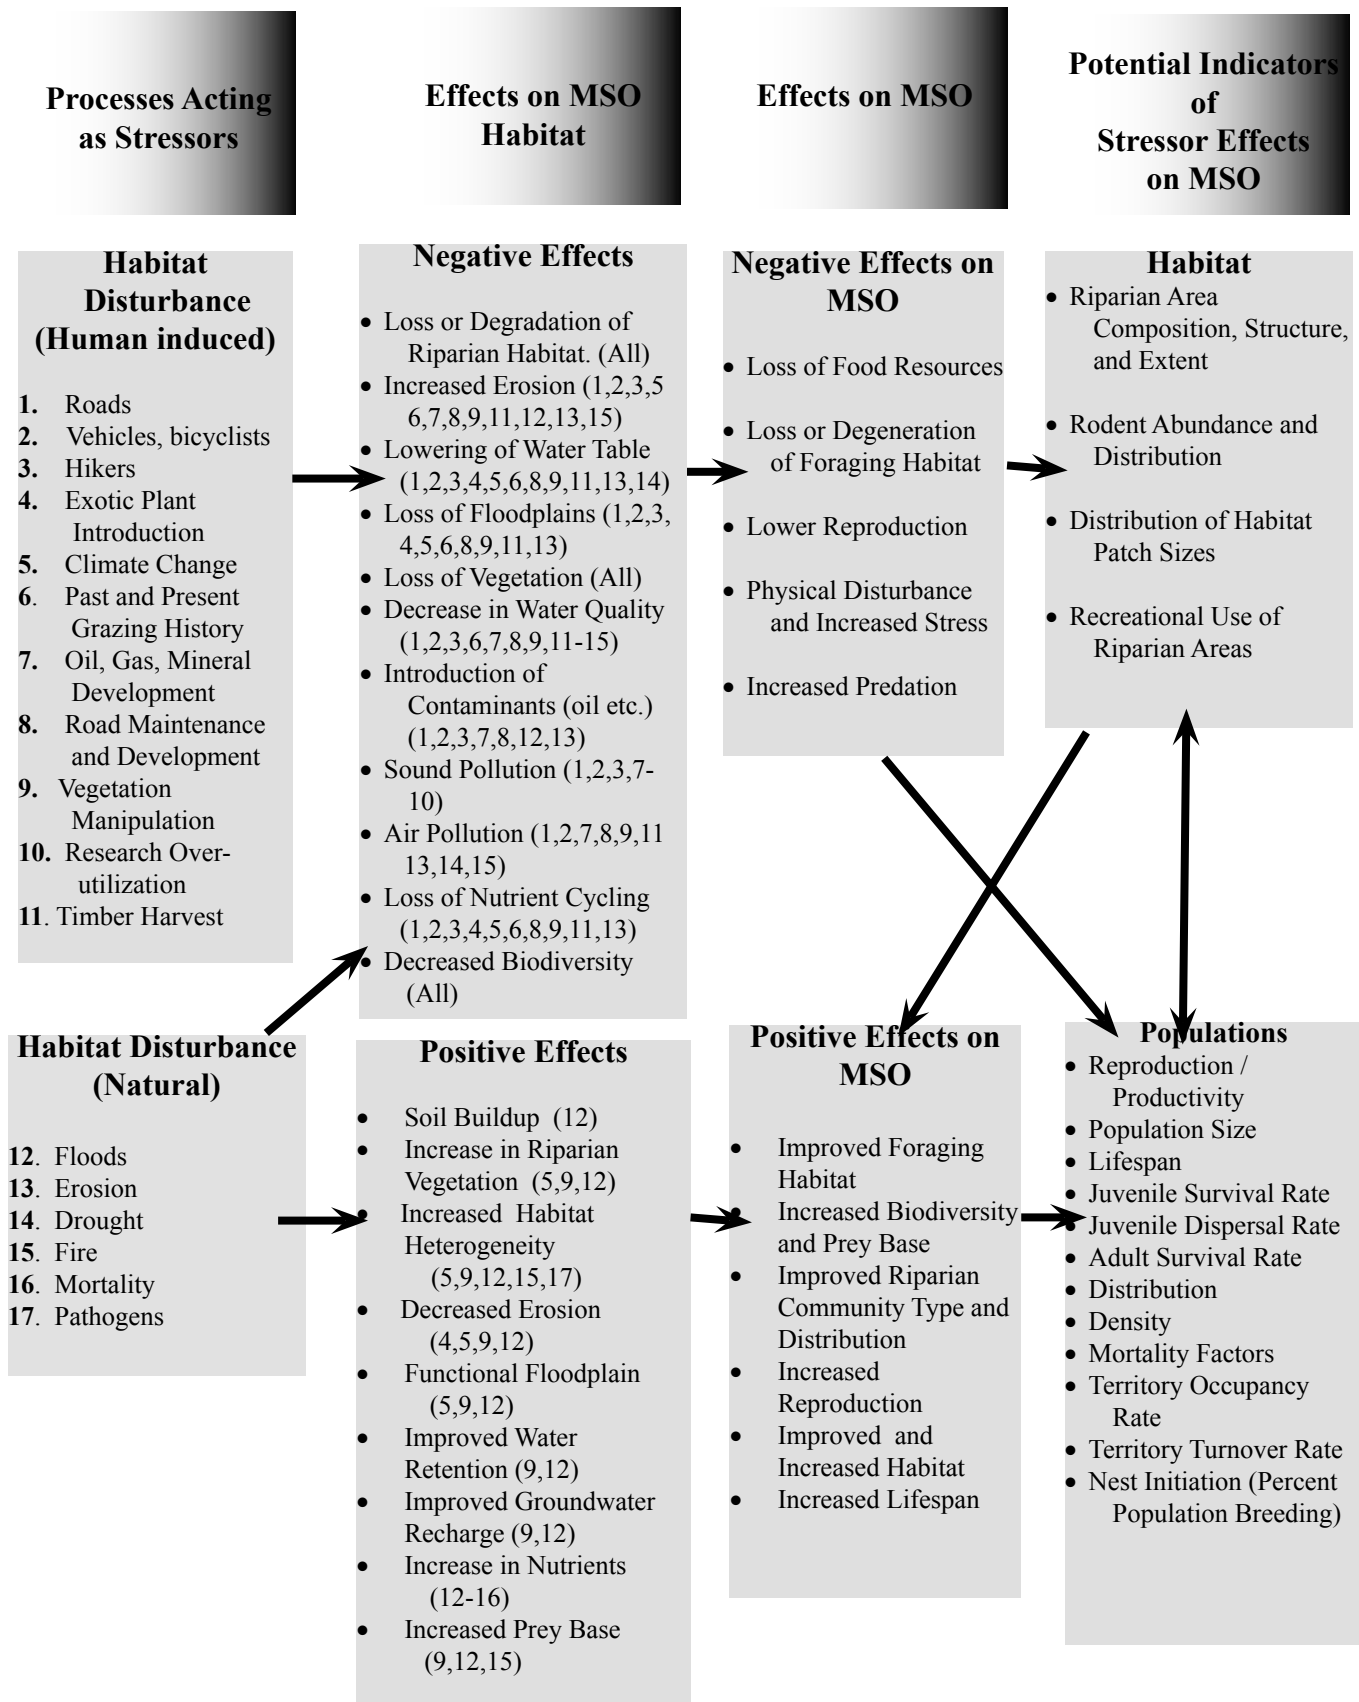 Processes Acting
as Stressors
Effects on MSO
Habitat
Effects on MSO
Potential Indicators
of
Stressor Effects
on MSO
Habitat
Disturbance
(Human induced)
1. Roads
2. Vehicles, bicyclists
3. Hikers
4. Exotic Plant
Introduction
5. Climate Change
6. Past and Present
Grazing History
7. Oil, Gas, Mineral
Development
8. Road Maintenance
and Development
9. Vegetation
Manipulation
10. Research Over-
utilization
11. Timber Harvest
Habitat Disturbance
(Natural)
12. Floods
13. Erosion
14. Drought
15. Fire
16. Mortality
17. Pathogens
Negative Effects
• Loss or Degradation of
Riparian Habitat. (All)
• Increased Erosion (1,2,3,5
6,7,8,9,11,12,13,15)
• Lowering of Water Table
(1,2,3,4,5,6,8,9,11,13,14)
• Loss of Floodplains (1,2,3,
4,5,6,8,9,11,13)
• Loss of Vegetation (All)
• Decrease in Water Quality
(1,2,3,6,7,8,9,11-15)
• Introduction of
Contaminants (oil etc.)
(1,2,3,7,8,12,13)
• Sound Pollution (1,2,3,7-
10)
• Air Pollution (1,2,7,8,9,11
13,14,15)
• Loss of Nutrient Cycling
(1,2,3,4,5,6,8,9,11,13)
• Decreased Biodiversity
(All)
Positive Effects
• Soil Buildup (12)
• Increase in Riparian
Vegetation (5,9,12)
• Increased Habitat
Heterogeneity
(5,9,12,15,17)
• Decreased Erosion
(4,5,9,12)
• Functional Floodplain
(5,9,12)
• Improved Water
Retention (9,12)
• Improved Groundwater
Recharge (9,12)
• Increase in Nutrients
(12-16)
• Increased Prey Base
(9,12,15)
Negative Effects on
MSO
• Loss of Food Resources
• Loss or Degeneration
of Foraging Habitat
• Lower Reproduction
• Physical Disturbance
and Increased Stress
• Increased Predation
Positive Effects on
MSO
• Improved Foraging
Habitat
• Increased Biodiversity
and Prey Base
• Improved Riparian
Community Type and
Distribution
• Increased
Reproduction
• Improved and
Increased Habitat
• Increased Lifespan
Habitat
• Riparian Area
Composition, Structure,
and Extent
• Rodent Abundance and
Distribution
• Distribution of Habitat
Patch Sizes
• Recreational Use of
Riparian Areas
Populations
• Reproduction /
Productivity
• Population Size
• Lifespan
• Juvenile Survival Rate
• Juvenile Dispersal Rate
• Adult Survival Rate
• Distribution
• Density
• Mortality Factors
• Territory Occupancy
Rate
• Territory Turnover Rate
• Nest Initiation (Percent
Population Breeding)